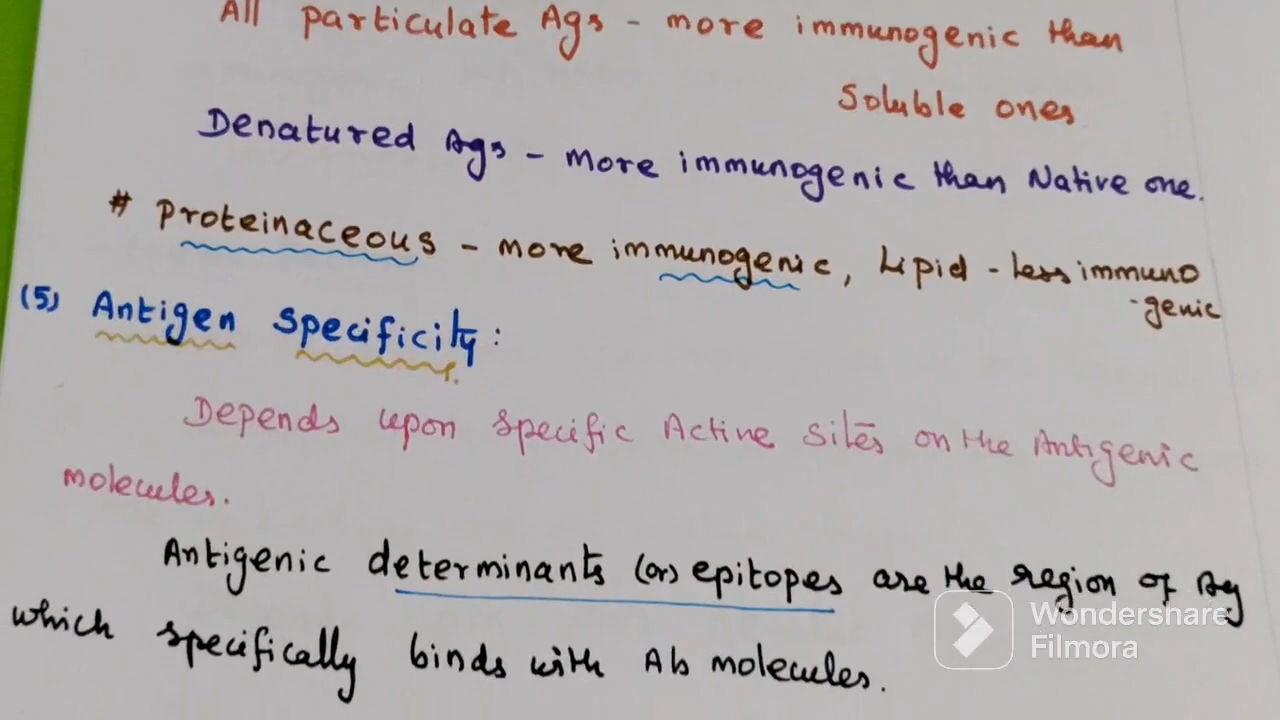 All particulate Ags - more immunogenic than
Soluble ones
Denatured Ags - more immunogenic than Native one.
# Proteinaceous - more immunogenic, Lipid - less immuno
-genic
(5) Antigen Specificity:
Depends upon specific Active sites on the Antigenic
molecules.
Antigenic determinants (or) epitopes are the region of Ag
which specifically binds with Ab molecules.
Wondershare
Filmora